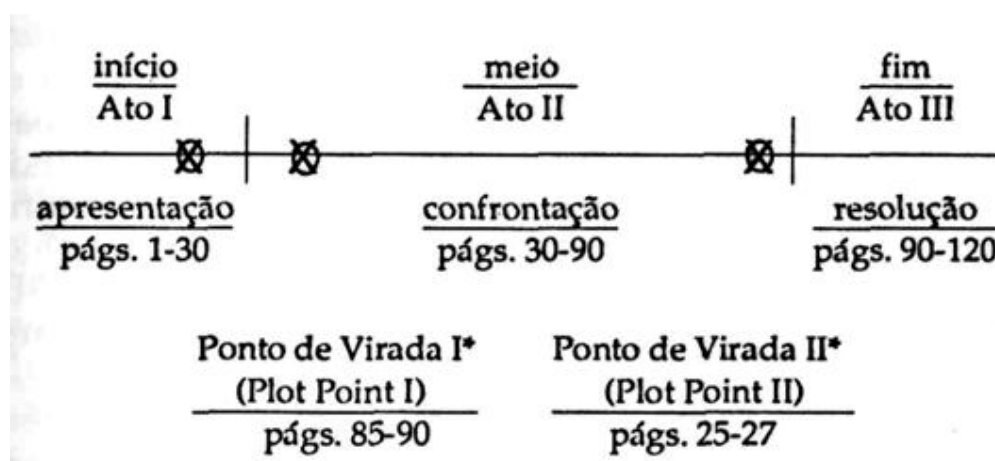 início meio fim
Ato I Ato II Ato III
apresentação confrontação resolução
págs. 1-30 págs. 30-90 págs. 90-120
Ponto de Virada I* Ponto de Virada II*
(Plot Point I) (Plot Point II)
págs. 85-90 págs. 25-27